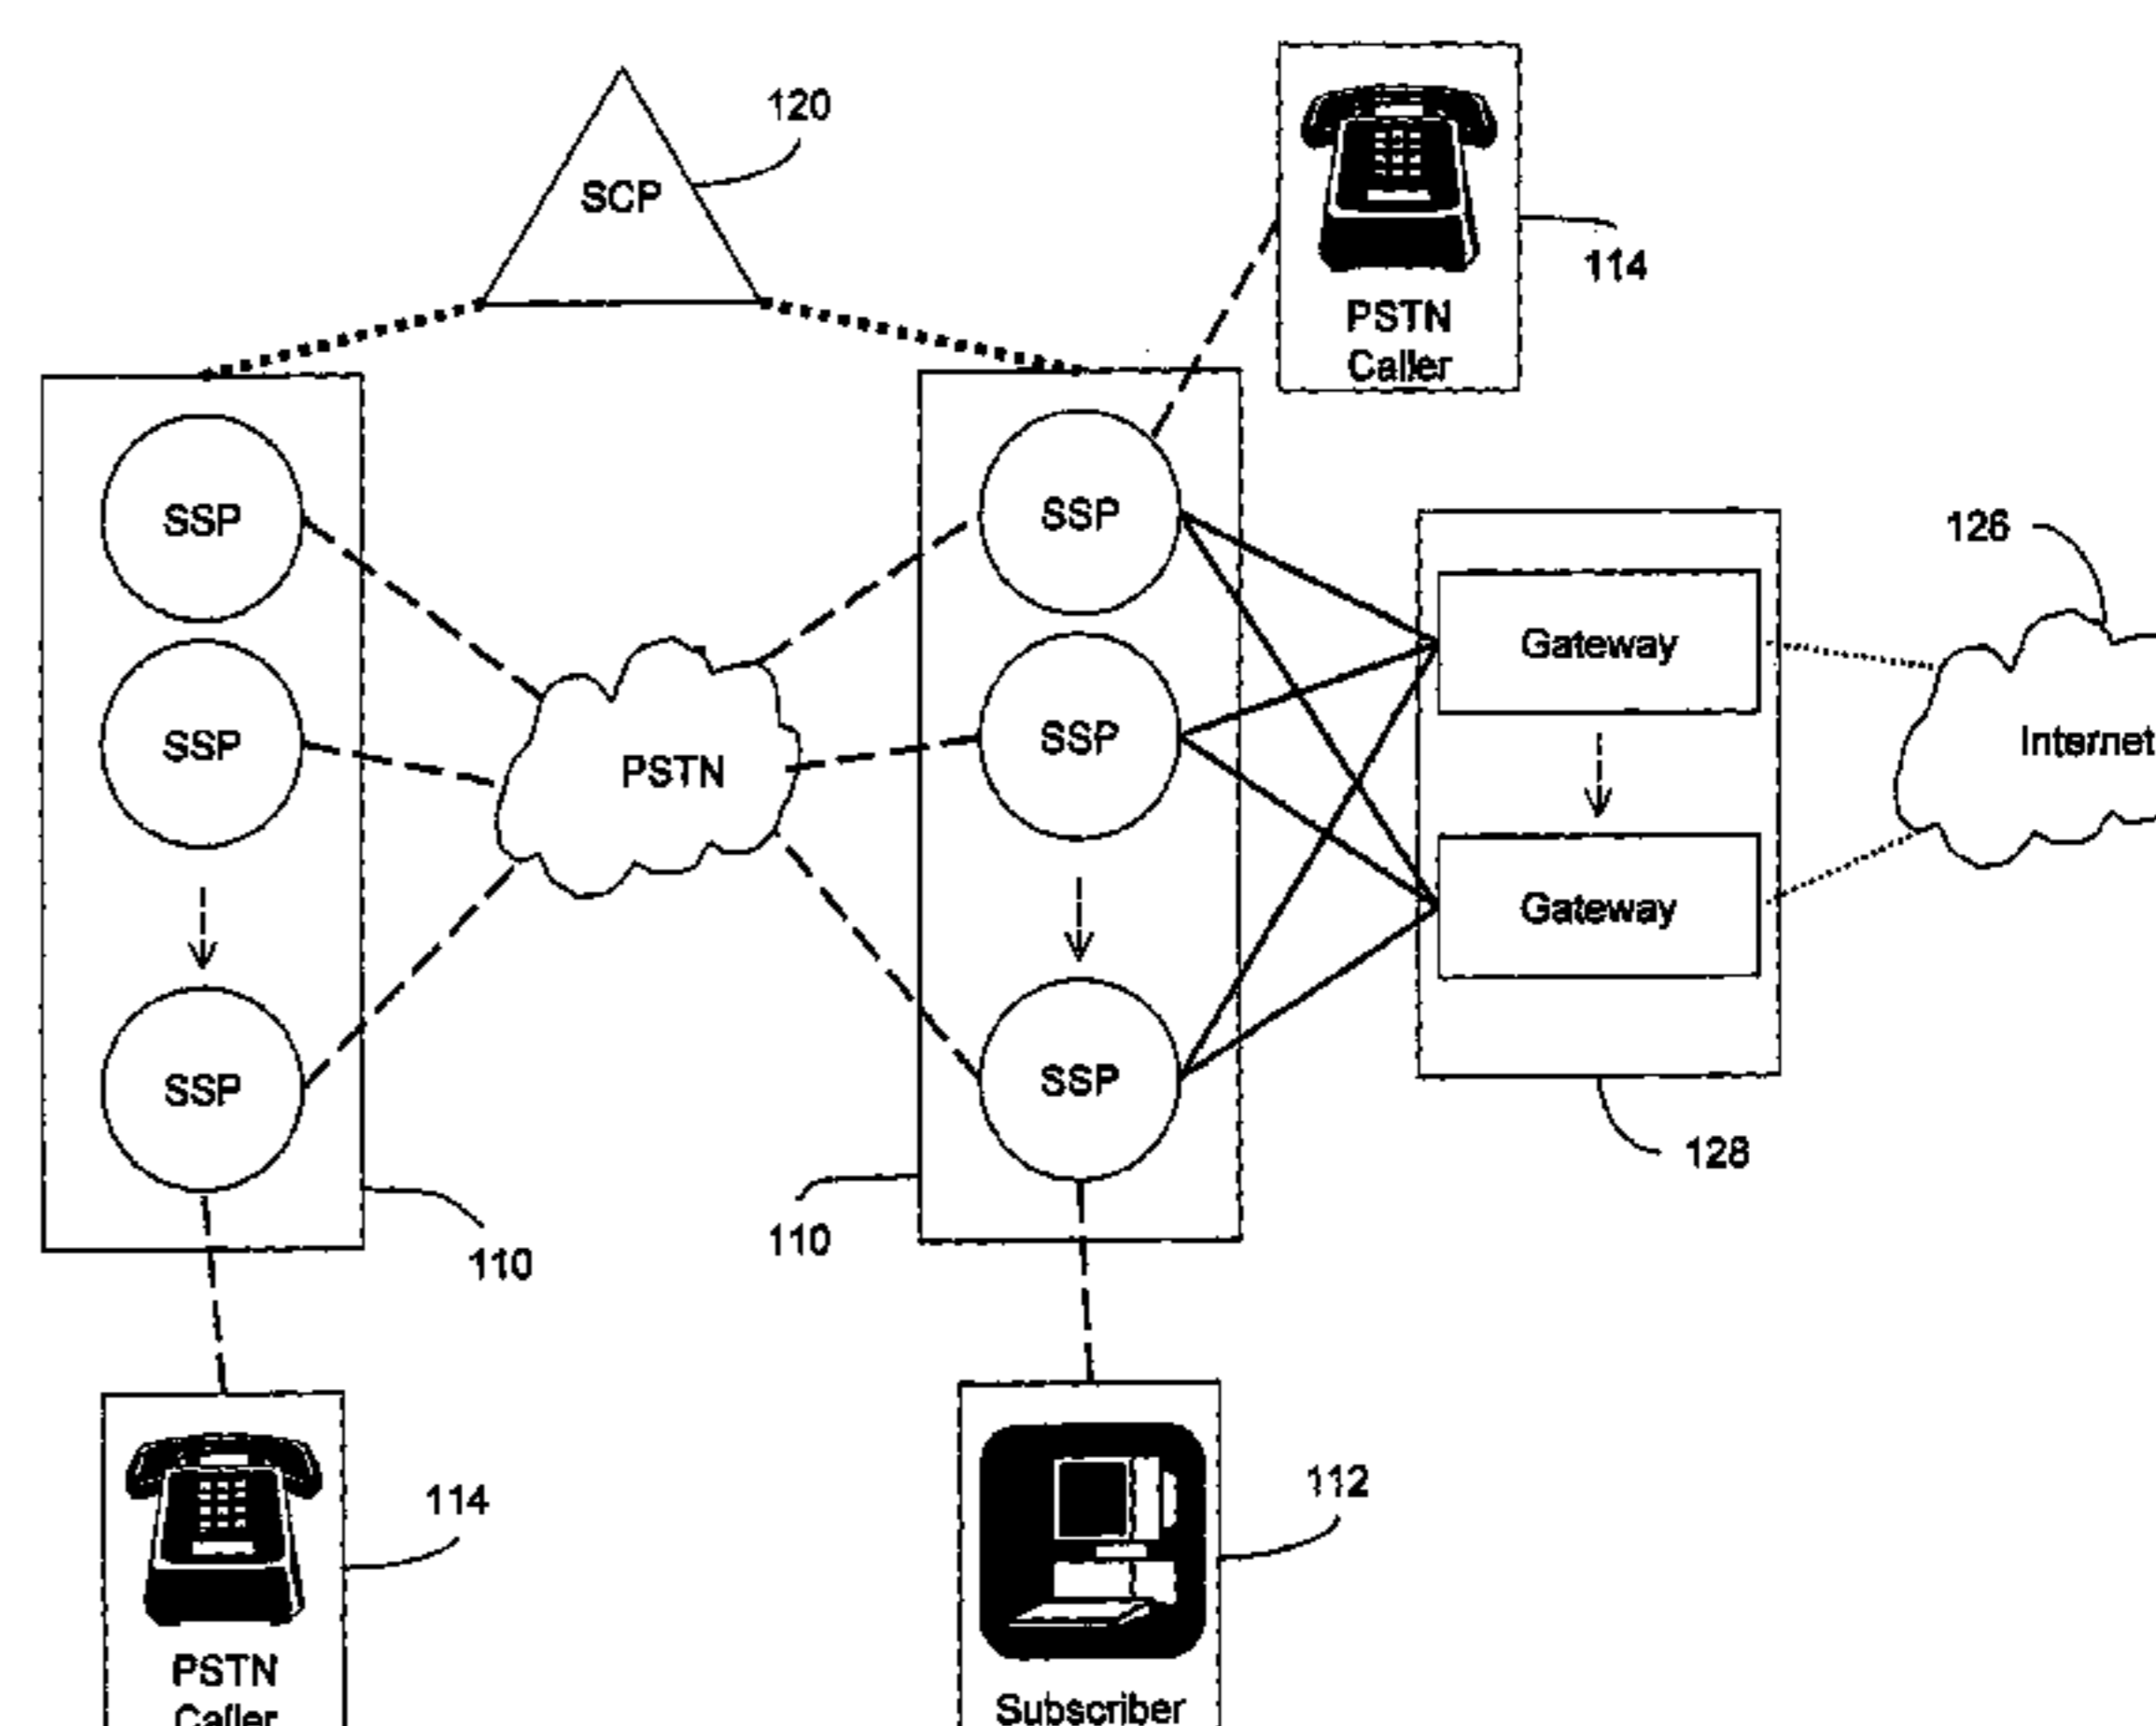 120
SCP
114
PSTN
Caller
SSP
SSP
126
Gateway
SSP
SSP
PSTN
Internet
Gateway
SSP
SSP
128
110
110
114
112
PSTN
Caller
Subscriber